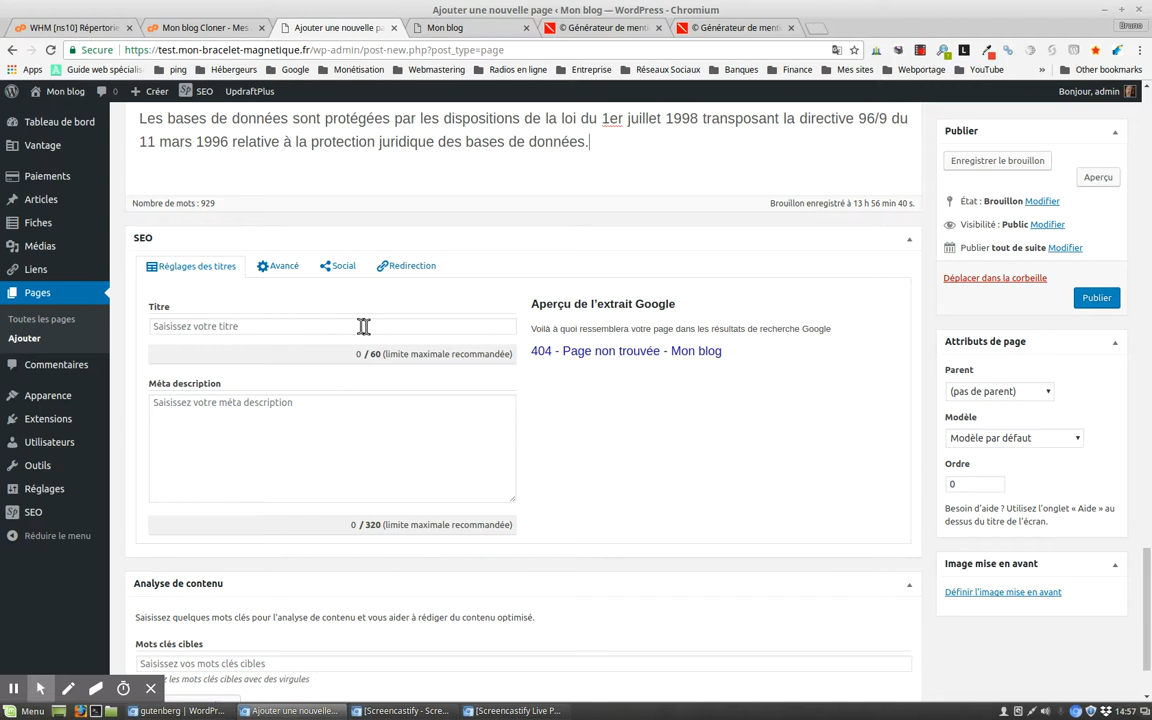 Ajouter une nouvelle page ‹ Mon blog — WordPress - Chromium
WHM [ns10] Répertorie
Mon blog Cloner - Mes
Ajouter une nouvelle pa
Mon blog
© Générateur de menti
© Générateur de menti
Bruno
Secure
https://test.mon-bracelet-magnetique.fr/wp-admin/post-new.php?post_type=page
Apps
Guide web spécialis
ping
Hébergeurs
Google
Monétisation
Webmastering
Radios en ligne
Entreprise
Réseaux Sociaux
Banques
Finance
Mes sites
Webportage
YouTube
»
Other bookmarks
Mon blog
0
Créer
SEO
UpdraftPlus
Bonjour, admin
Tableau de bord
Vantage
Paiements
Articles
Fiches
Médias
Liens
Pages
Toutes les pages
Ajouter
Commentaires
Apparence
Extensions
Utilisateurs
Outils
Réglages
SEO
Réduire le menu
Les bases de données sont protégées par les dispositions de la loi du 1er juillet 1998 transposant la directive 96/9 du
11 mars 1996 relative à la protection juridique des bases de données.
Nombre de mots : 929
Brouillon enregistré à 13 h 56 min 40 s.
SEO
Réglages des titres
Avancé
Social
Redirection
Titre
Saisissez votre titre
0 / 60 (limite maximale recommandée)
Méta description
Saisissez votre méta description
0 / 320 (limite maximale recommandée)
Aperçu de l’extrait Google
Voilà à quoi ressemblera votre page dans les résultats de recherche Google
404 - Page non trouvée - Mon blog
Analyse de contenu
Saisissez quelques mots clés pour l'analyse de contenu et vous aider à rédiger du contenu optimisé.
Mots clés cibles
Saisissez vos mots clés cibles
les mots clés cibles avec des virgules
Publier
Enregistrer le brouillon
Aperçu
État : Brouillon Modifier
Visibilité : Public Modifier
Publier tout de suite Modifier
Déplacer dans la corbeille
Publier
Attributs de page
Parent
(pas de parent)
Modèle
Modèle par défaut
Ordre
0
Besoin d’aide ? Utilisez l’onglet « Aide » au
dessus du titre de l’écran.
Image mise en avant
Définir l’image mise en avant
Menu
gutenberg | WordPr...
Ajouter une nouvelle...
[Screencastify - Scre...
[Screencastify Live P...
14:57